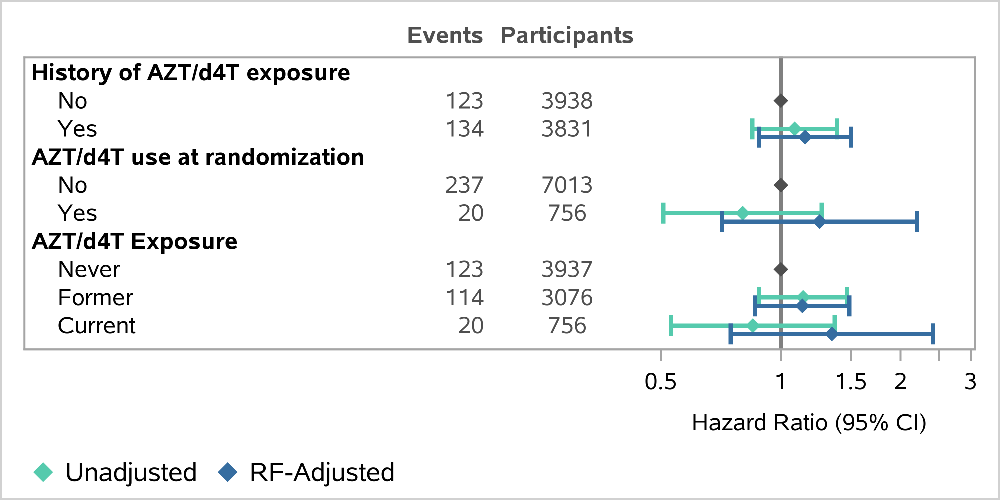 Events Participants
History of AZT/d4T exposure
No 123 3938
Yes 134 3831
AZT/d4T use at randomization
No 237 7013
Yes 20 756
AZT/d4T Exposure
Never 123 3937
Former 114 3076
Current 20 756
0.5 1 1.5 2 3
Hazard Ratio (95% CI)
Unadjusted RF-Adjusted